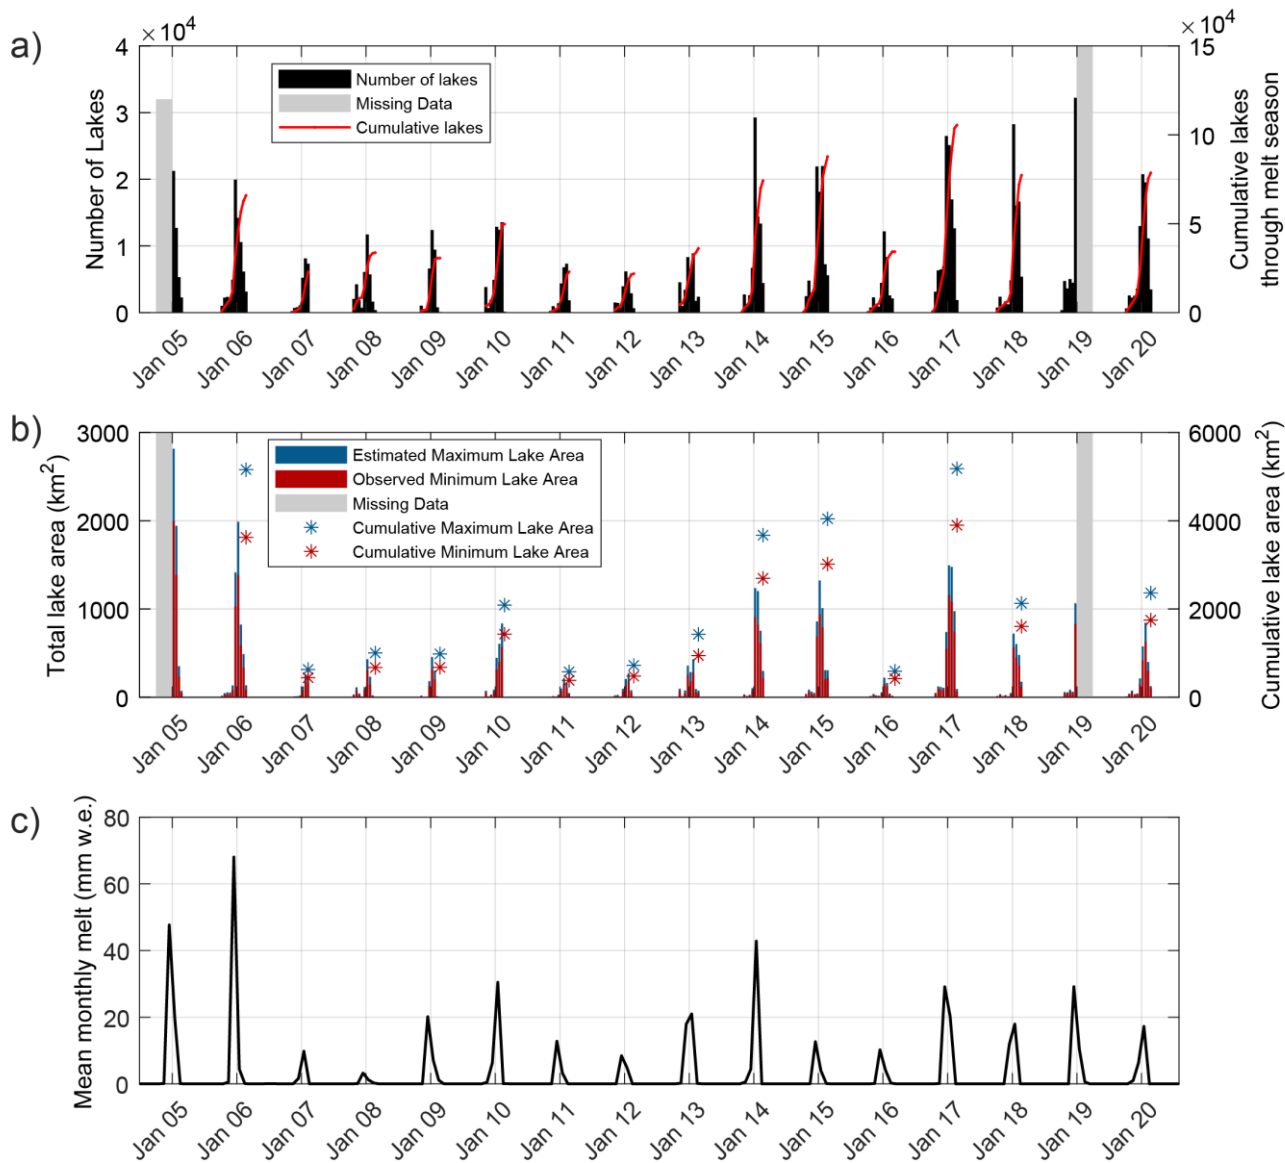 a)
×10⁴
×10⁴
Number of Lakes
4
3
2
1
0
Number of lakes
Missing Data
Cumulative lakes
15
10
5
0
Cumulative lakes
through melt season
Jan 05 Jan 06 Jan 07 Jan 08 Jan 09 Jan 10 Jan 11 Jan 12 Jan 13 Jan 14 Jan 15 Jan 16 Jan 17 Jan 18 Jan 19 Jan 20
b)
Total lake area (km²)
3000
2000
1000
0
Estimated Maximum Lake Area
Observed Minimum Lake Area
Missing Data
Cumulative Maximum Lake Area
Cumulative Minimum Lake Area
6000
4000
2000
0
Cumulative lake area (km²)
Jan 05 Jan 06 Jan 07 Jan 08 Jan 09 Jan 10 Jan 11 Jan 12 Jan 13 Jan 14 Jan 15 Jan 16 Jan 17 Jan 18 Jan 19 Jan 20
c)
Mean monthly melt (mm w.e.)
80
60
40
20
0
Jan 05 Jan 06 Jan 07 Jan 08 Jan 09 Jan 10 Jan 11 Jan 12 Jan 13 Jan 14 Jan 15 Jan 16 Jan 17 Jan 18 Jan 19 Jan 20